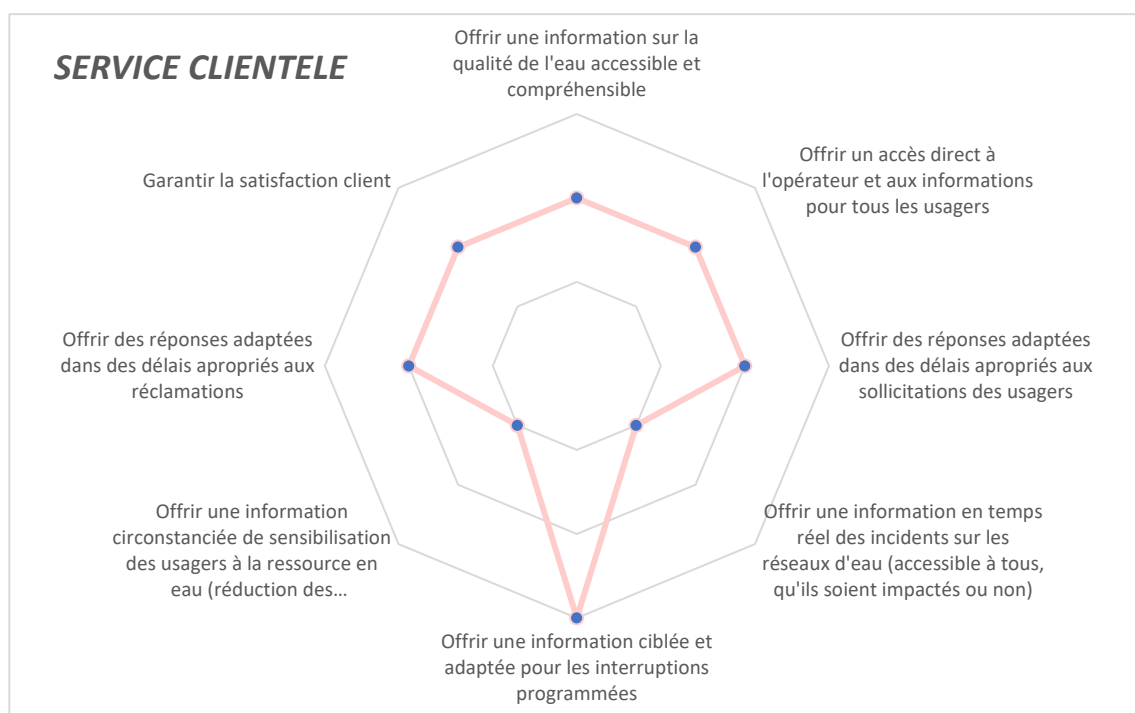 SERVICE CLIENTELE
Offrir une information sur la
qualité de l'eau accessible et
compréhensible
Offrir un accès direct à
l'opérateur et aux informations
pour tous les usagers
Offrir des réponses adaptées
dans des délais apropriés aux
sollicitations des usagers
Offrir une information en temps
réel des incidents sur les
réseaux d'eau (accessible à tous,
qu'ils soient impactés ou non)
Offrir une information ciblée et
adaptée pour les interruptions
programmées
Offrir une information
circonstanciée de sensibilisation
des usagers à la ressource en
eau (réduction des…
Offrir des réponses adaptées
dans des délais apropriés aux
réclamations
Garantir la satisfaction client